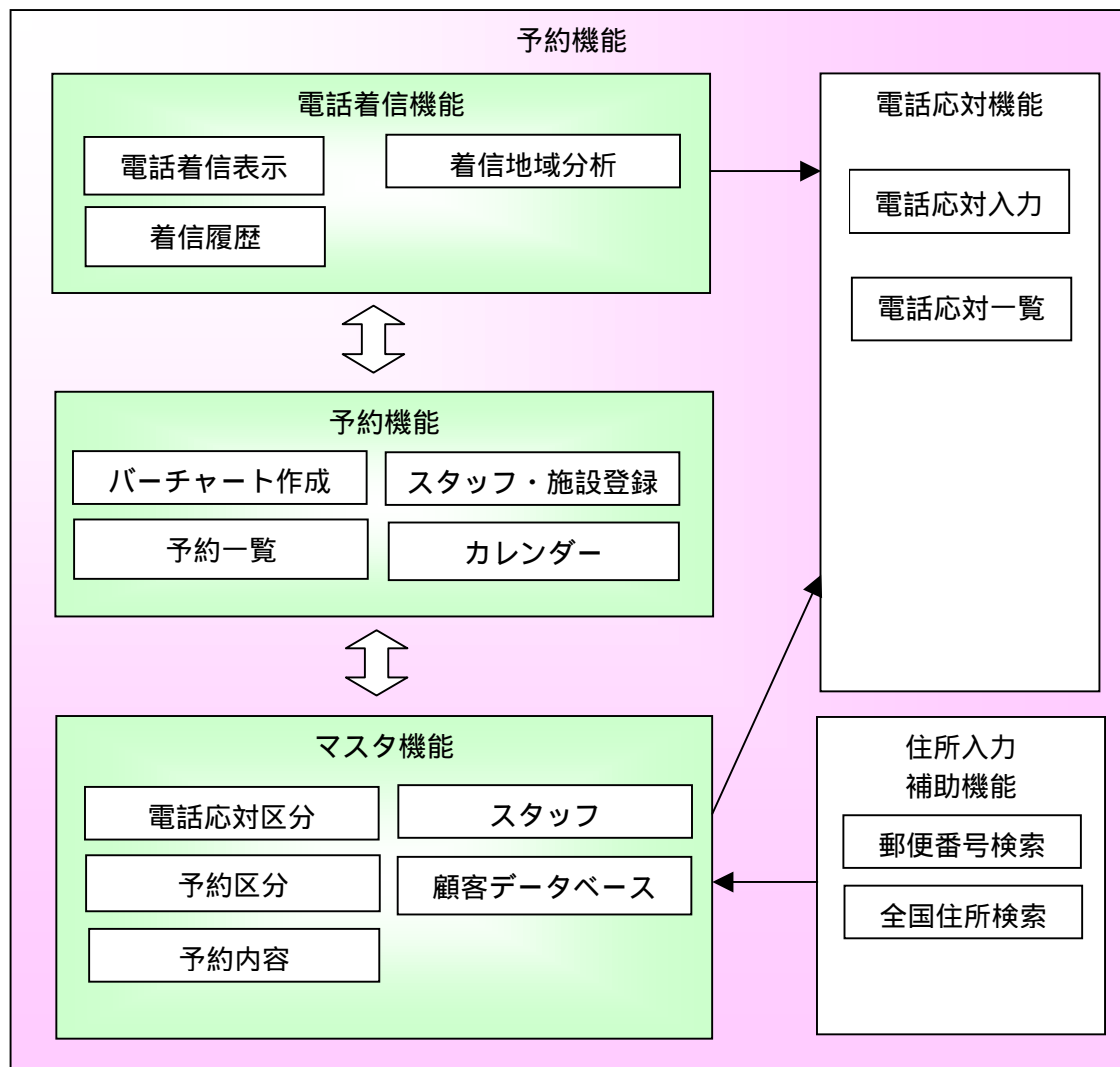 予約機能
電話着信機能
電話着信表示
着信地域分析
着信履歴
電話応対機能
電話応対入力
電話応対一覧
予約機能
バーチャート作成
スタッフ・施設登録
予約一覧
カレンダー
マスタ機能
電話応対区分
スタッフ
予約区分
顧客データベース
予約内容
住所入力
補助機能
郵便番号検索
全国住所検索